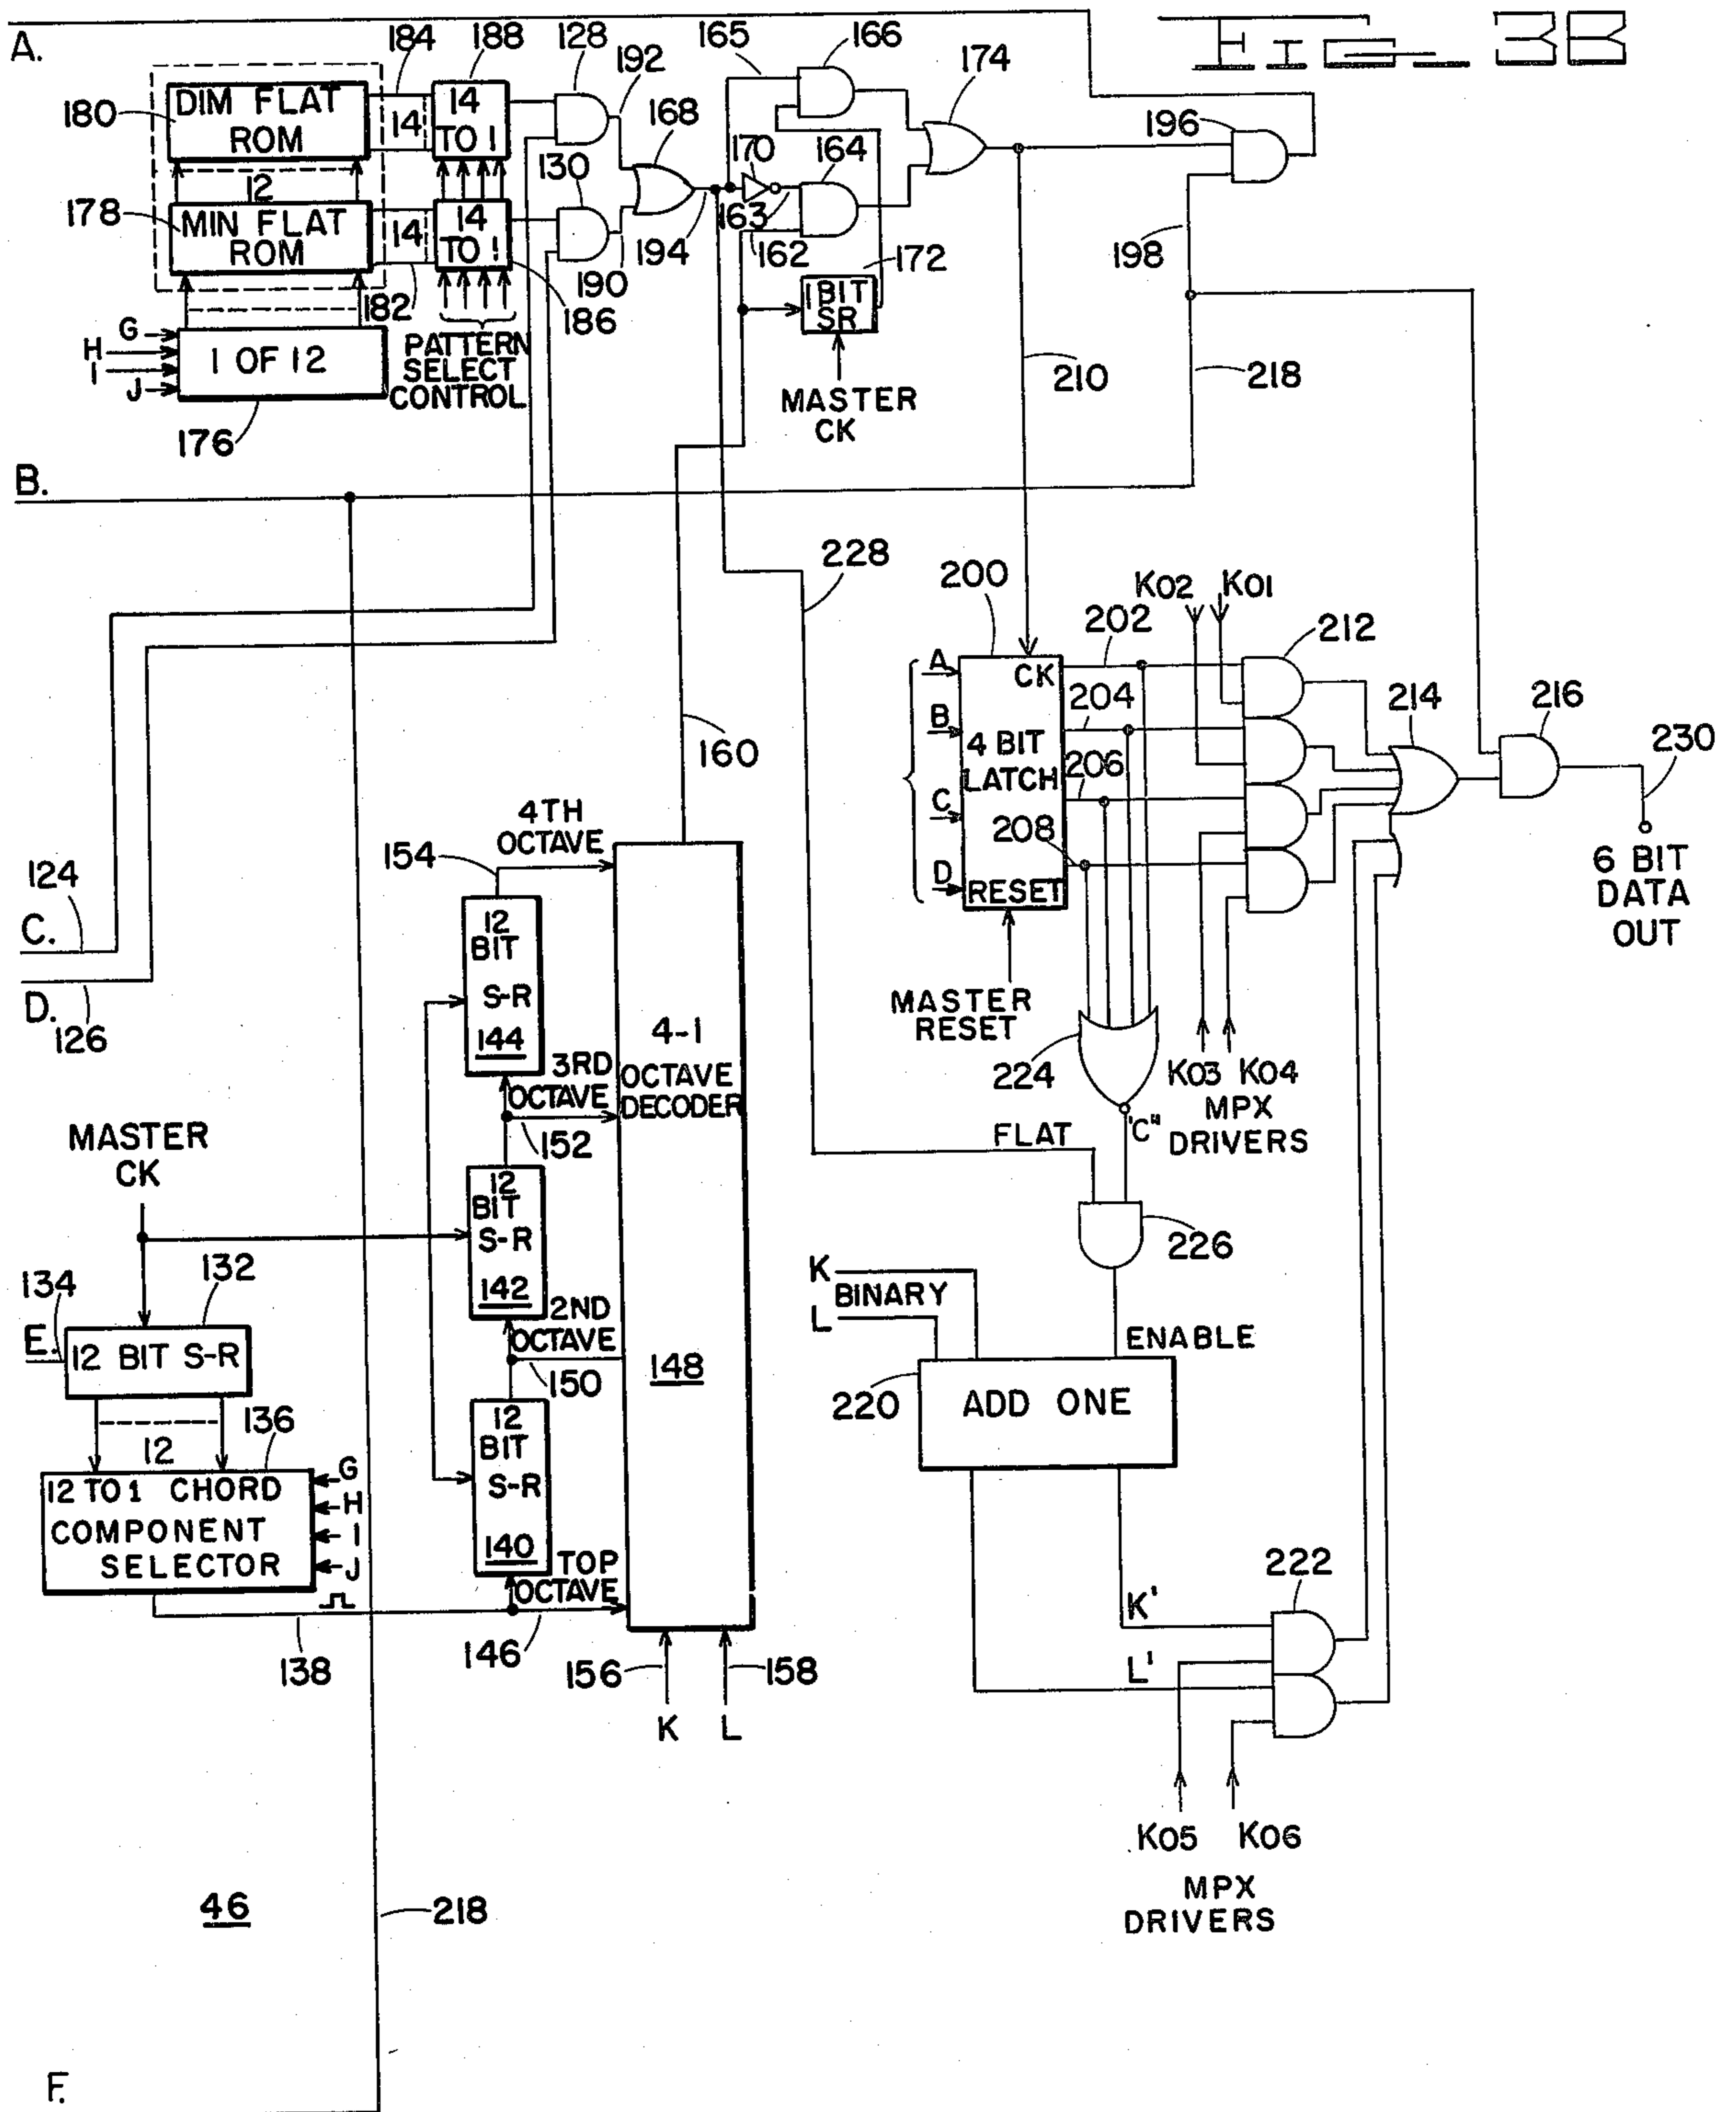 FIG_ 3B
A.
184
188
128
192
165
166
174
180
DIM FLAT
ROM
14
14
TO 1
168
196
12
130
170
164
178
MIN FLAT
ROM
14
14
TO 1
163
162
194
190
172
198
182
186
1 BIT
SR
G
H
I
J
1 OF 12
PATTERN
SELECT
CONTROL
MASTER
CK
210
218
176
B.
228
200
K02
K01
202
212
A
CK
204
214
216
B
4 BIT
LATCH
206
230
160
C
208
D
RESET
6 BIT
DATA
OUT
4TH
OCTAVE
154
124
C.
12
BIT
S-R
144
D.
126
MASTER
RESET
4-1
OCTAVE
DECODER
3RD
OCTAVE
152
224
K03
K04
MPX
DRIVERS
"C"
FLAT
MASTER
CK
12
BIT
S-R
142
226
134
132
E.
12 BIT S-R
2ND
OCTAVE
150
148
K
BINARY
L
ENABLE
220
ADD ONE
136
12
12
BIT
S-R
140
12 TO 1 CHORD
COMPONENT
SELECTOR
G
H
I
J
TOP
OCTAVE
222
K'
138
146
156
158
L'
K
L
K05
K06
MPX
DRIVERS
46
218
F.